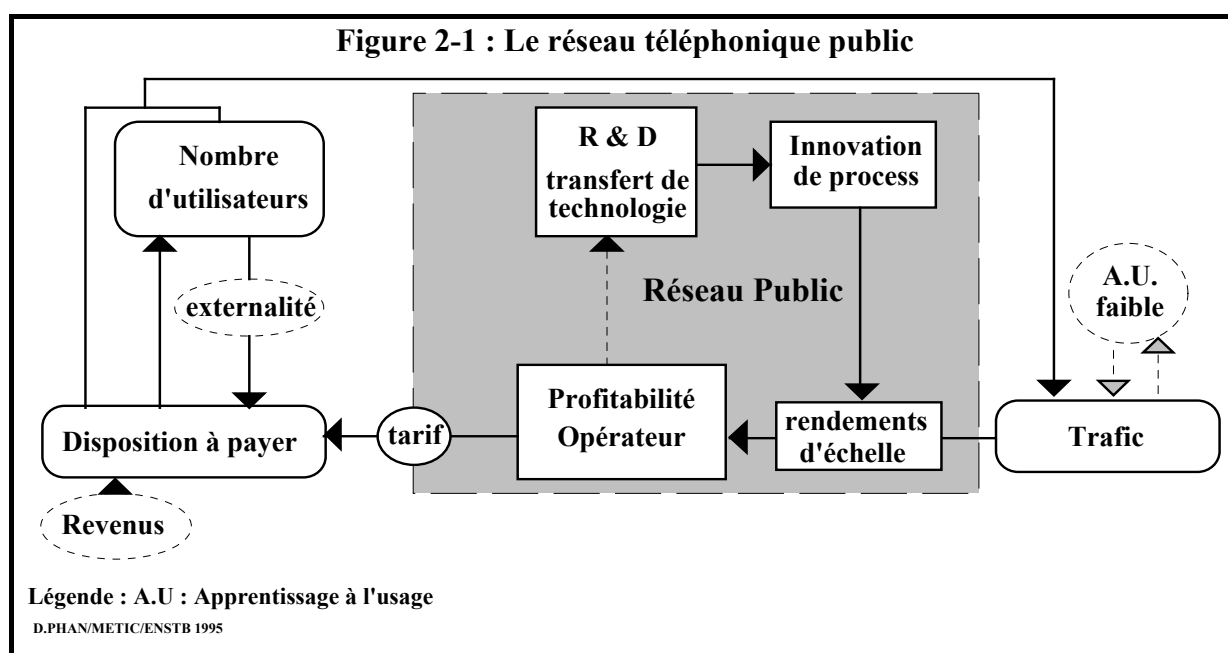 Figure 2-1 : Le réseau téléphonique public
Nombre
d'utilisateurs
externalité
Disposition à payer
Revenus
tarif
R & D
transfert de
technologie
Innovation
de process
Réseau Public
Profitabilité
Opérateur
rendements
d'échelle
A.U.
faible
Trafic
Légende : A.U : Apprentissage à l'usage
D.PHAN/METIC/ENSTB 1995